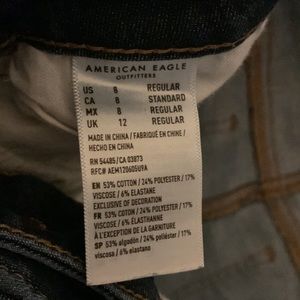 AMERICAN EAGLE
OUTFITTERS
US 8 REGULAR
CA 8 STANDARD
MX 8 REGULAR
UK 12 REGULAR
MADE IN CHINA / FABRIQUÉ EN CHINE /
HECHO EN CHINA
RN 54485/CA 03873
RFC# AEM120605U9A
EN 53% COTTON / 24% POLYESTER / 17%
VISCOSE / 6% ELASTANE
EXCLUSIVE OF DECORATION
FR 53% COTON / 24% POLYESTER / 17%
VISCOSE / 6% ELASTHANNE
À L'EXCEPTION DE LA GARNITURE
SP 53% algodón / 24% poliéster / 17%
viscosa / 6% elastano